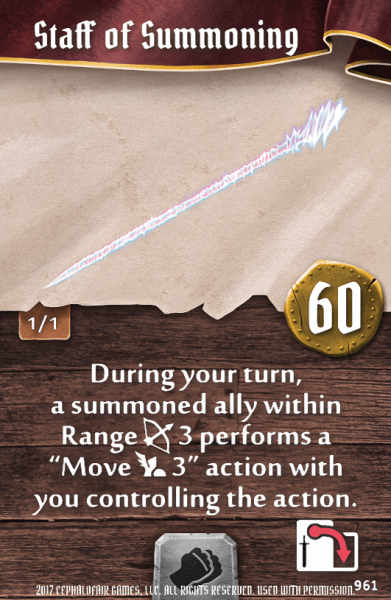 Staff of Summoning
60
1/1
During your turn,
a summoned ally within
Range 3 performs a
“Move 3” action with
you controlling the action.
2017 CEPHALOFAIR GAMES, LLC. ALL RIGHTS RESERVED. USED WITH PERMISSION.
961